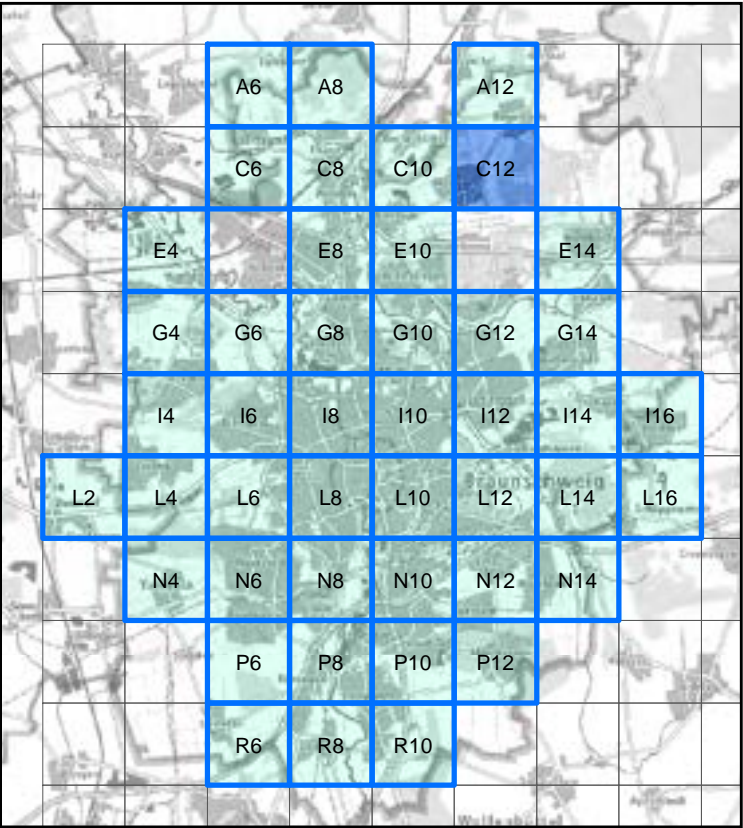 A6 A8 A12
C6 C8 C10 C12
E4 E8 E10 E14
G4 G6 G8 G10 G12 G14
I4 I6 I8 I10 I12 I14 I16
Braunschweig
L2 L4 L6 L8 L10 L12 L14 L16
N4 N6 N8 N10 N12 N14
P6 P8 P10 P12
R6 R8 R10
Wolfenbüttel